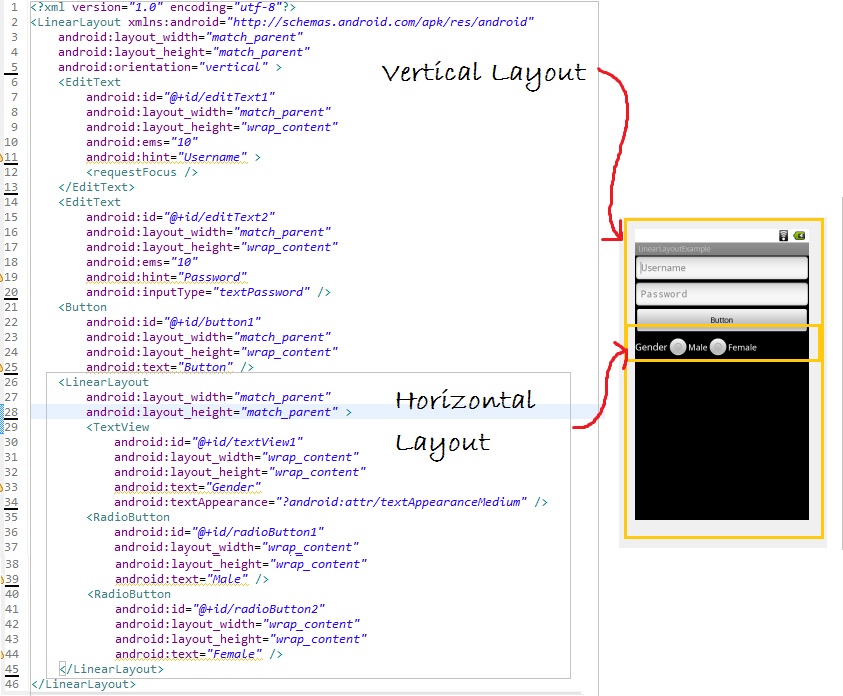 1 <?xml version="1.0" encoding="utf-8"?>
2 <LinearLayout xmlns:android="http://schemas.android.com/apk/res/android"
3 android:layout_width="match_parent"
4 android:layout_height="match_parent"
5 android:orientation="vertical" >
6 <EditText
7 android:id="@+id/editText1"
8 android:layout_width="match_parent"
9 android:layout_height="wrap_content"
10 android:ems="10"
11 android:hint="Username" >
12 <requestFocus />
13 </EditText>
14 <EditText
15 android:id="@+id/editText2"
16 android:layout_width="match_parent"
17 android:layout_height="wrap_content"
18 android:ems="10"
19 android:hint="Password"
20 android:inputType="textPassword" />
21 <Button
22 android:id="@+id/button1"
23 android:layout_width="match_parent"
24 android:layout_height="wrap_content"
25 android:text="Button" />
26 <LinearLayout
27 android:layout_width="match_parent"
28 android:layout_height="match_parent" >
29 <TextView
30 android:id="@+id/textView1"
31 android:layout_width="wrap_content"
32 android:layout_height="wrap_content"
33 android:text="Gender"
34 android:textAppearance="?android:attr/textAppearanceMedium" />
35 <RadioButton
36 android:id="@+id/radioButton1"
37 android:layout_width="wrap_content"
38 android:layout_height="wrap_content"
39 android:text="Male" />
40 <RadioButton
41 android:id="@+id/radioButton2"
42 android:layout_width="wrap_content"
43 android:layout_height="wrap_content"
44 android:text="Female" />
45 </LinearLayout>
46 </LinearLayout>
Vertical Layout
Horizontal
Layout
LinearLayoutExample
Username
Password
Button
Gender Male Female